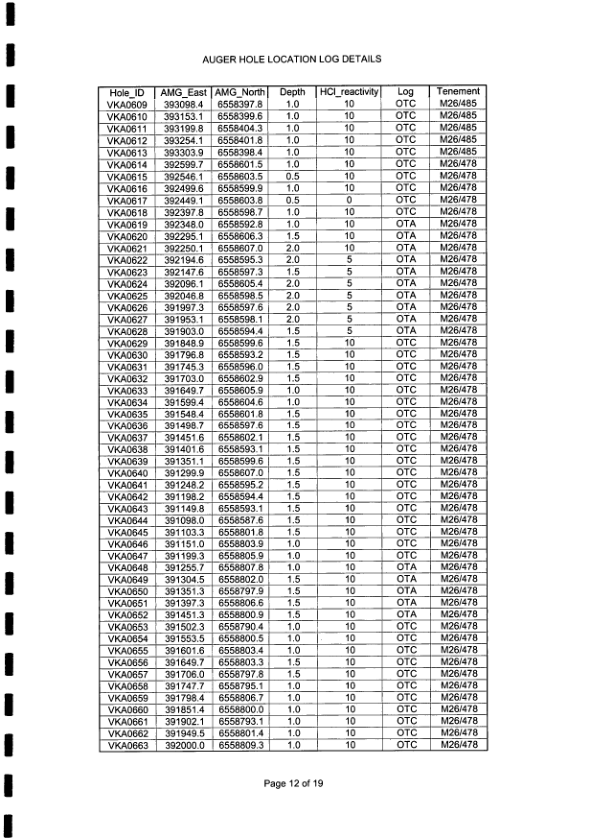 AUGER HOLE LOCATION LOG DETAILS
Hole_ID AMG_East AMG_North Depth HCl_reactivity Log Tenement
VKA0609 393098.4 6558397.8 1.0 10 OTC M26/485
VKA0610 393153.1 6558399.6 1.0 10 OTC M26/485
VKA0611 393199.8 6558404.3 1.0 10 OTC M26/485
VKA0612 393254.1 6558401.8 1.0 10 OTC M26/485
VKA0613 393303.9 6558398.4 1.0 10 OTC M26/485
VKA0614 392599.7 6558601.5 1.0 10 OTC M26/478
VKA0615 392546.1 6558603.5 0.5 10 OTC M26/478
VKA0616 392499.6 6558599.9 1.0 10 OTC M26/478
VKA0617 392449.1 6558603.8 0.5 0 OTC M26/478
VKA0618 392397.8 6558598.7 1.0 10 OTC M26/478
VKA0619 392348.0 6558592.8 1.0 10 OTA M26/478
VKA0620 392295.1 6558606.3 1.5 10 OTA M26/478
VKA0621 392250.1 6558607.0 2.0 10 OTA M26/478
VKA0622 392194.6 6558595.3 2.0 5 OTA M26/478
VKA0623 392147.6 6558597.3 1.5 5 OTA M26/478
VKA0624 392096.1 6558605.4 2.0 5 OTA M26/478
VKA0625 392046.8 6558598.5 2.0 5 OTA M26/478
VKA0626 391997.3 6558597.6 2.0 5 OTA M26/478
VKA0627 391953.1 6558598.1 2.0 5 OTA M26/478
VKA0628 391903.0 6558594.4 1.5 5 OTA M26/478
VKA0629 391848.9 6558599.6 1.5 10 OTC M26/478
VKA0630 391796.8 6558593.2 1.5 10 OTC M26/478
VKA0631 391745.3 6558596.0 1.5 10 OTC M26/478
VKA0632 391703.0 6558602.9 1.5 10 OTC M26/478
VKA0633 391649.7 6558605.9 1.0 10 OTC M26/478
VKA0634 391599.4 6558604.6 1.0 10 OTC M26/478
VKA0635 391548.4 6558601.8 1.5 10 OTC M26/478
VKA0636 391498.7 6558597.6 1.5 10 OTC M26/478
VKA0637 391451.6 6558602.1 1.5 10 OTC M26/478
VKA0638 391401.6 6558593.1 1.5 10 OTC M26/478
VKA0639 391351.1 6558599.6 1.5 10 OTC M26/478
VKA0640 391299.9 6558607.0 1.5 10 OTC M26/478
VKA0641 391248.2 6558595.2 1.5 10 OTC M26/478
VKA0642 391198.2 6558594.4 1.5 10 OTC M26/478
VKA0643 391149.8 6558593.1 1.5 10 OTC M26/478
VKA0644 391098.0 6558587.6 1.5 10 OTC M26/478
VKA0645 391103.3 6558801.8 1.5 10 OTC M26/478
VKA0646 391151.0 6558803.9 1.0 10 OTC M26/478
VKA0647 391199.3 6558805.9 1.0 10 OTC M26/478
VKA0648 391255.7 6558807.8 1.0 10 OTA M26/478
VKA0649 391304.5 6558802.0 1.5 10 OTA M26/478
VKA0650 391351.3 6558797.9 1.5 10 OTA M26/478
VKA0651 391397.3 6558806.6 1.5 10 OTA M26/478
VKA0652 391451.3 6558800.9 1.5 10 OTA M26/478
VKA0653 391502.3 6558790.4 1.0 10 OTC M26/478
VKA0654 391553.5 6558800.5 1.0 10 OTC M26/478
VKA0655 391601.6 6558803.4 1.0 10 OTC M26/478
VKA0656 391649.7 6558803.3 1.5 10 OTC M26/478
VKA0657 391706.0 6558797.8 1.5 10 OTC M26/478
VKA0658 391747.7 6558795.1 1.0 10 OTC M26/478
VKA0659 391798.4 6558806.7 1.0 10 OTC M26/478
VKA0660 391851.4 6558800.0 1.0 10 OTC M26/478
VKA0661 391902.1 6558793.1 1.0 10 OTC M26/478
VKA0662 391949.5 6558801.4 1.0 10 OTC M26/478
VKA0663 392000.0 6558809.3 1.0 10 OTC M26/478
Page 12 of 19